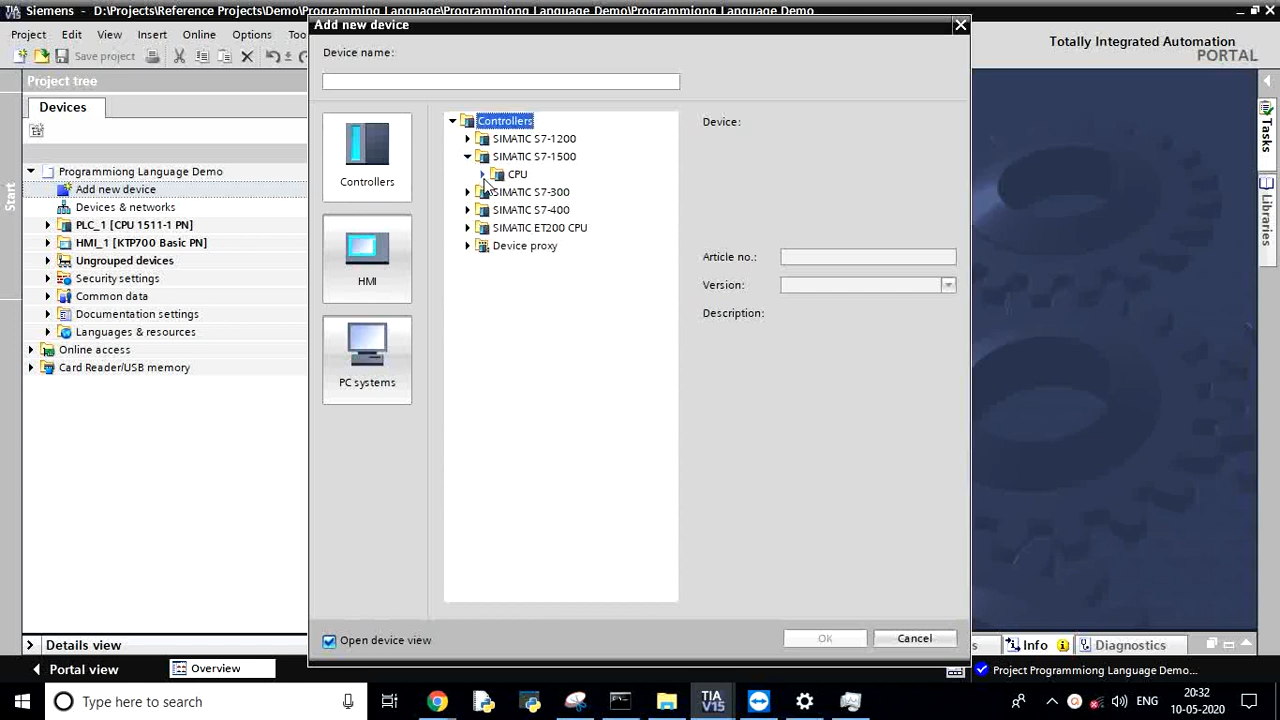 Siemens - D:\Projects\Reference Projects\Demo\Programmiong Language\Programmiong Language Demo\Programmiong Language Demo
Add new device
Project Edit View Insert Online Options Too
Totally Integrated Automation
PORTAL
Save project
Device name:
Project tree
Devices
Start
Programmiong Language Demo
Add new device
Devices & networks
PLC_1 [CPU 1511-1 PN]
HMI_1 [KTP700 Basic PN]
Ungrouped devices
Security settings
Common data
Documentation settings
Languages & resources
Online access
Card Reader/USB memory
Controllers
HMI
PC systems
Controllers
SIMATIC S7-1200
SIMATIC S7-1500
CPU
SIMATIC S7-300
SIMATIC S7-400
SIMATIC ET200 CPU
Device proxy
Device:
Article no.:
Version:
Description:
Tasks
Libraries
Open device view
OK
Cancel
Details view
s
Info
Diagnostics
Portal view
Overview
Project Programmiong Language Demo...
Type here to search
TIA
V15
ENG
20:32
10-05-2020